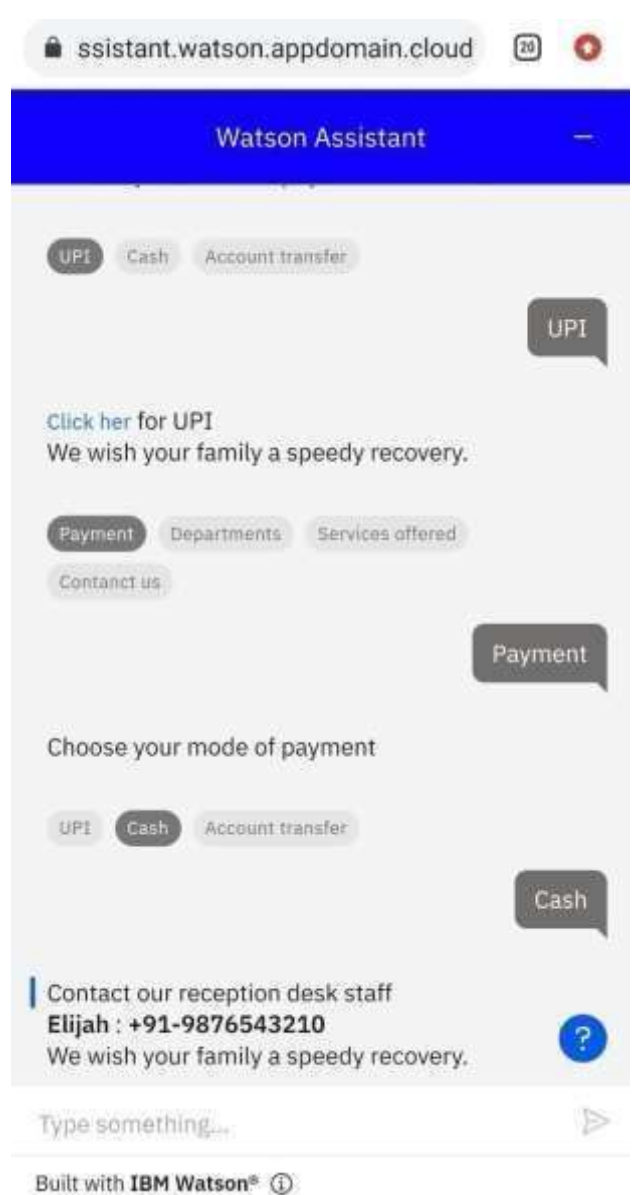 ssistant.watson.appdomain.cloud 20
Watson Assistant
UPI Cash Account transfer
UPI
Click her for UPI
We wish your family a speedy recovery.
Payment Departments Services offered
Contanct us
Payment
Choose your mode of payment
UPI Cash Account transfer
Cash
Contact our reception desk staff
Elijah : +91-9876543210
?
We wish your family a speedy recovery.
Type something...
Built with IBM Watson®